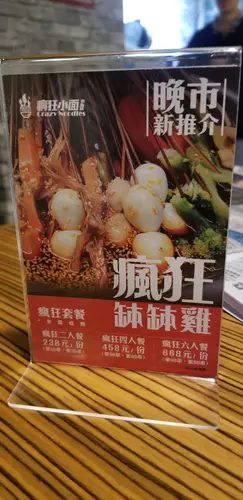 瘋狂小面
Crazy Noodles
晚市
新推介
瘋狂
缽缽雞
瘋狂套餐
瘋狂二人餐
238元/份
瘋狂四人餐
458元/份
瘋狂六人餐
668元/份